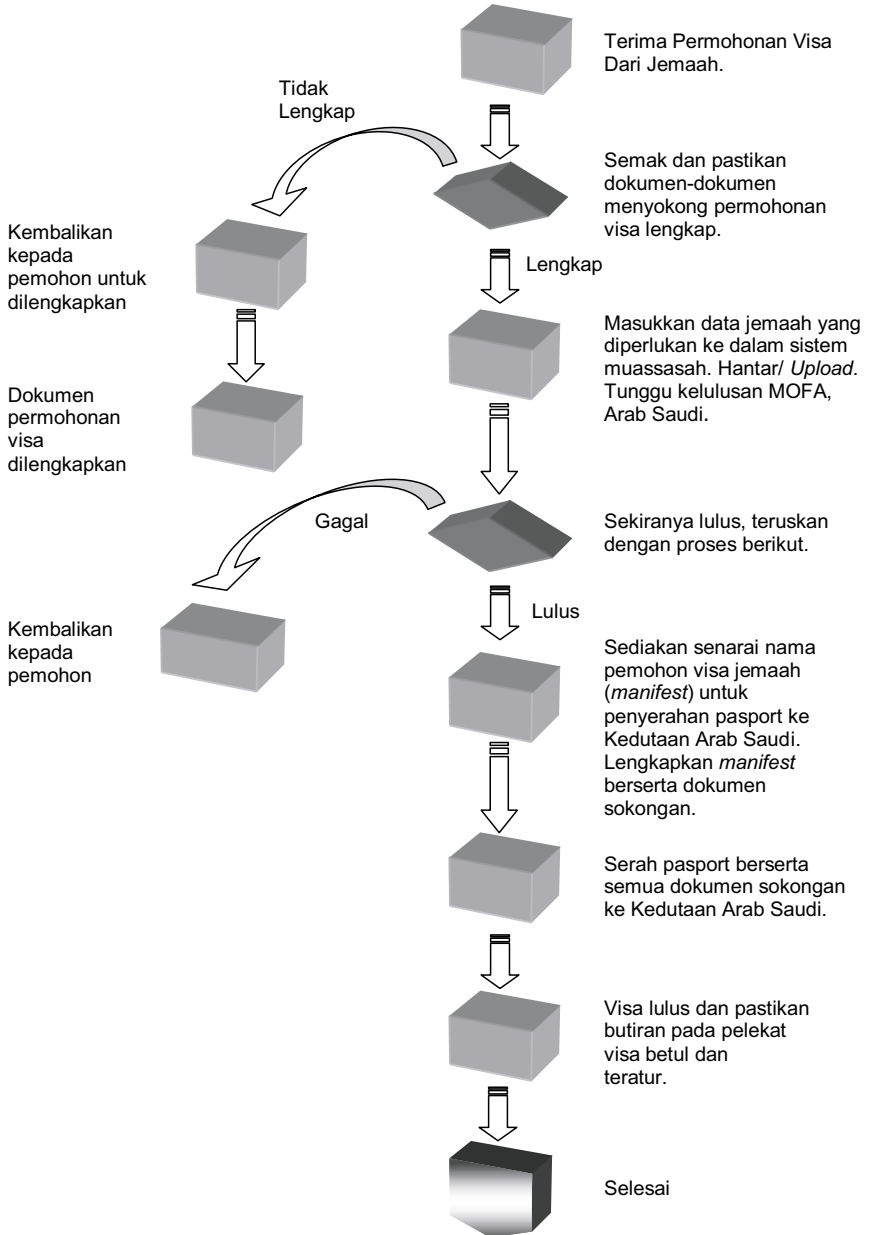 Terima Permohonan Visa
Dari Jemaah.
Tidak
Lengkap
Semak dan pastikan
dokumen-dokumen
menyokong permohonan
visa lengkap.
Kembalikan
kepada
pemohon untuk
dilengkapkan
Lengkap
Masukkan data jemaah yang
diperlukan ke dalam sistem
muassasah. Hantar/ Upload.
Tunggu kelulusan MOFA,
Arab Saudi.
Dokumen
permohonan
visa
dilengkapkan
Gagal
Sekiranya lulus, teruskan
dengan proses berikut.
Lulus
Kembalikan
kepada
pemohon
Sediakan senarai nama
pemohon visa jemaah
(manifest) untuk
penyerahan pasport ke
Kedutaan Arab Saudi.
Lengkapkan manifest
berserta dokumen
sokongan.
Serah pasport berserta
semua dokumen sokongan
ke Kedutaan Arab Saudi.
Visa lulus dan pastikan
butiran pada pelekat
visa betul dan
teratur.
Selesai